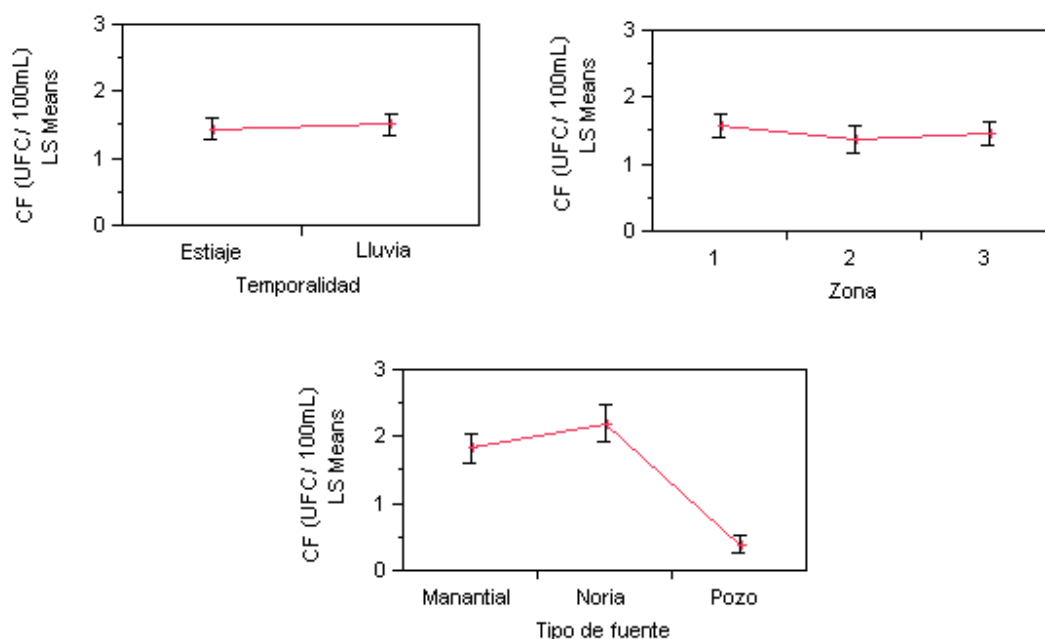 CF (UFC/ 100mL)
LS Means
3
2
1
0
Estiaje Lluvia
Temporalidad
CF (UFC/ 100mL)
LS Means
3
2
1
0
1 2 3
Zona
CF (UFC/ 100mL)
LS Means
3
2
1
0
Manantial Noria Pozo
Tipo de fuente